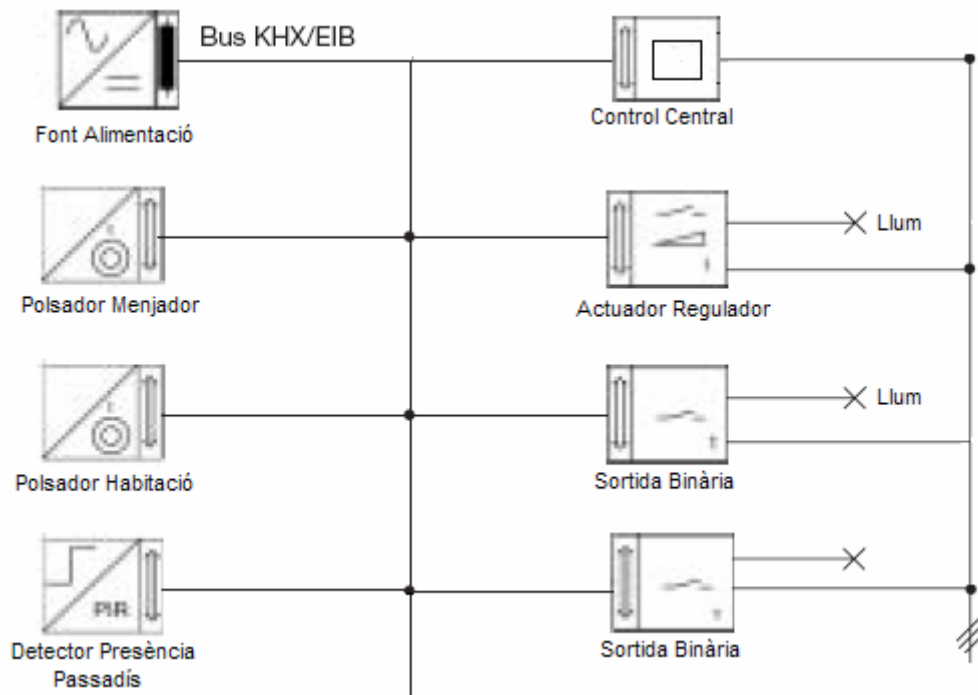 Bus KHX/EIB
Font Alimentació
Control Central
Llum
Polsador Menjador
Actuador Regulador
Llum
Polsador Habitació
Sortida Binària
PIR
Detector Presència
Passadís
Sortida Binària